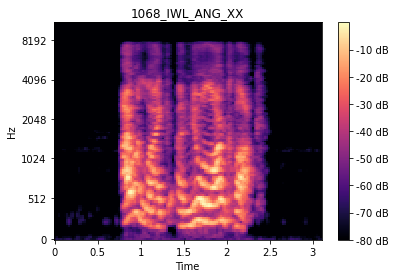 1068_IWL_ANG_XX
8192
4096
2048
1024
512
0
Hz
0
0.5
1
1.5
2
2.5
3
Time
-10 dB
-20 dB
-30 dB
-40 dB
-50 dB
-60 dB
-70 dB
-80 dB